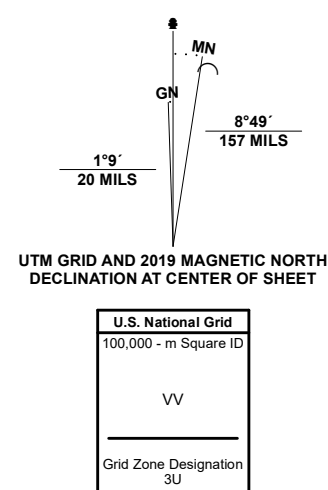 MN
GN
8°49´
157 MILS
1°9´
20 MILS
UTM GRID AND 2019 MAGNETIC NORTH
DECLINATION AT CENTER OF SHEET
U.S. National Grid
100,000 - m Square ID
VV
Grid Zone Designation
3U